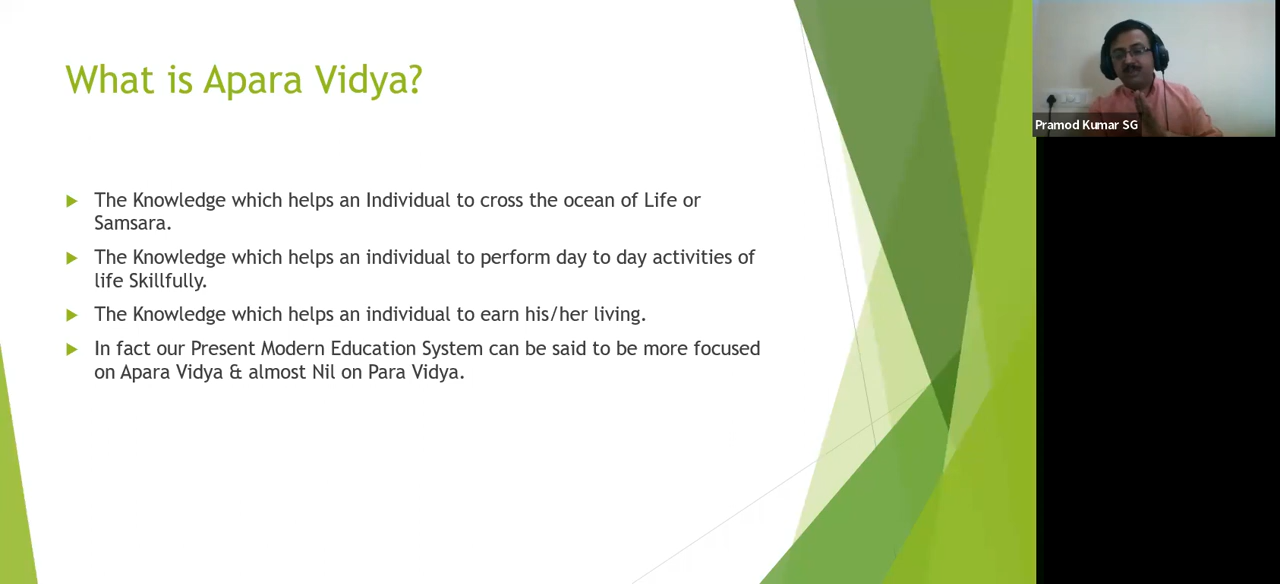 What is Apara Vidya?
The Knowledge which helps an Individual to cross the ocean of Life or
Samsara.
The Knowledge which helps an individual to perform day to day activities of
life Skillfully.
The Knowledge which helps an individual to earn his/her living.
In fact our Present Modern Education System can be said to be more focused
on Apara Vidya & almost Nil on Para Vidya.
Pramod Kumar SG